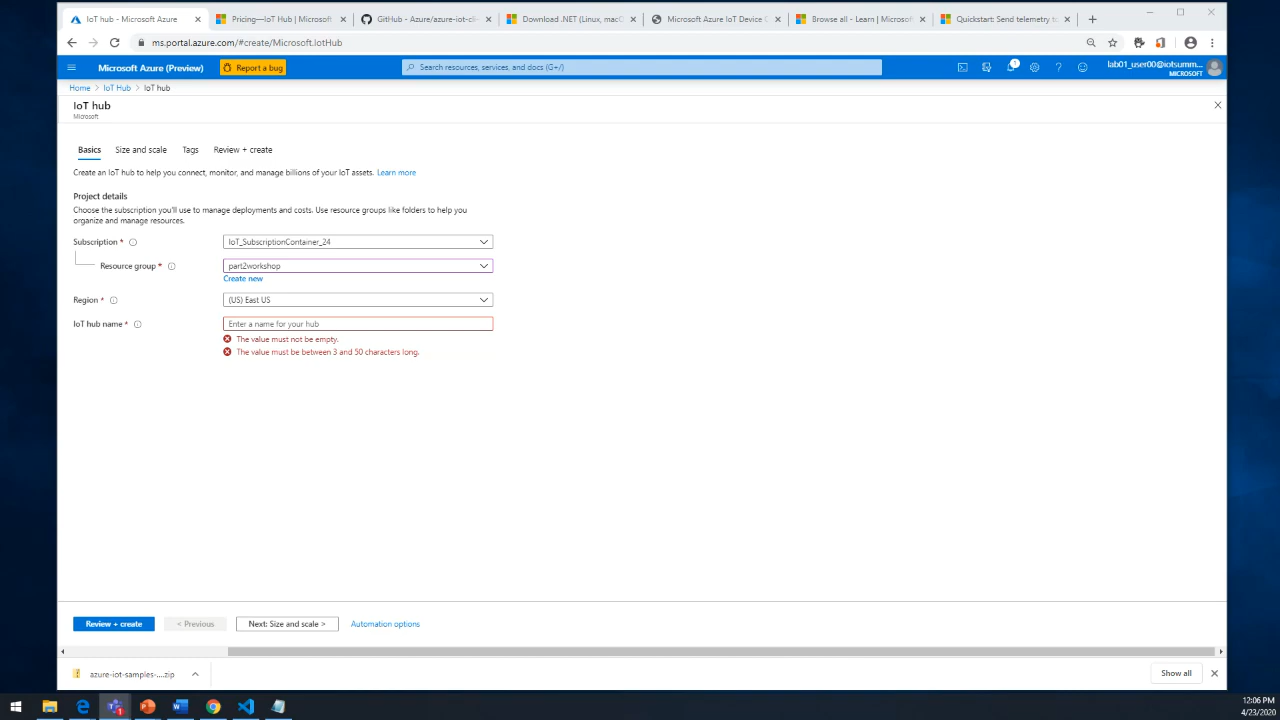 IoT hub - Microsoft Azure
Pricing—IoT Hub | Microsoft
GitHub - Azure/azure-iot-cli
Download .NET (Linux, mac
Microsoft Azure IoT Device
Browse all - Learn | Microsoft
Quickstart: Send telemetry to
ms.portal.azure.com/#create/Microsoft.IotHub
Microsoft Azure (Preview)
Report a bug
Search resources, services, and docs (G+/)
1
lab01_user00@iotsumm...
MICROSOFT
Home > IoT Hub > IoT hub
IoT hub
Microsoft
Basics
Size and scale
Tags
Review + create
Create an IoT hub to help you connect, monitor, and manage billions of your IoT assets. Learn more
Project details
Choose the subscription you'll use to manage deployments and costs. Use resource groups like folders to help you
organize and manage resources.
Subscription *
IoT_SubscriptionContainer_24
Resource group *
part2workshop
Create new
Region *
(US) East US
IoT hub name *
Enter a name for your hub
The value must not be empty.
The value must be between 3 and 50 characters long.
Review + create
< Previous
Next: Size and scale >
Automation options
azure-iot-samples-....zip
Show all
12:06 PM
4/23/2020